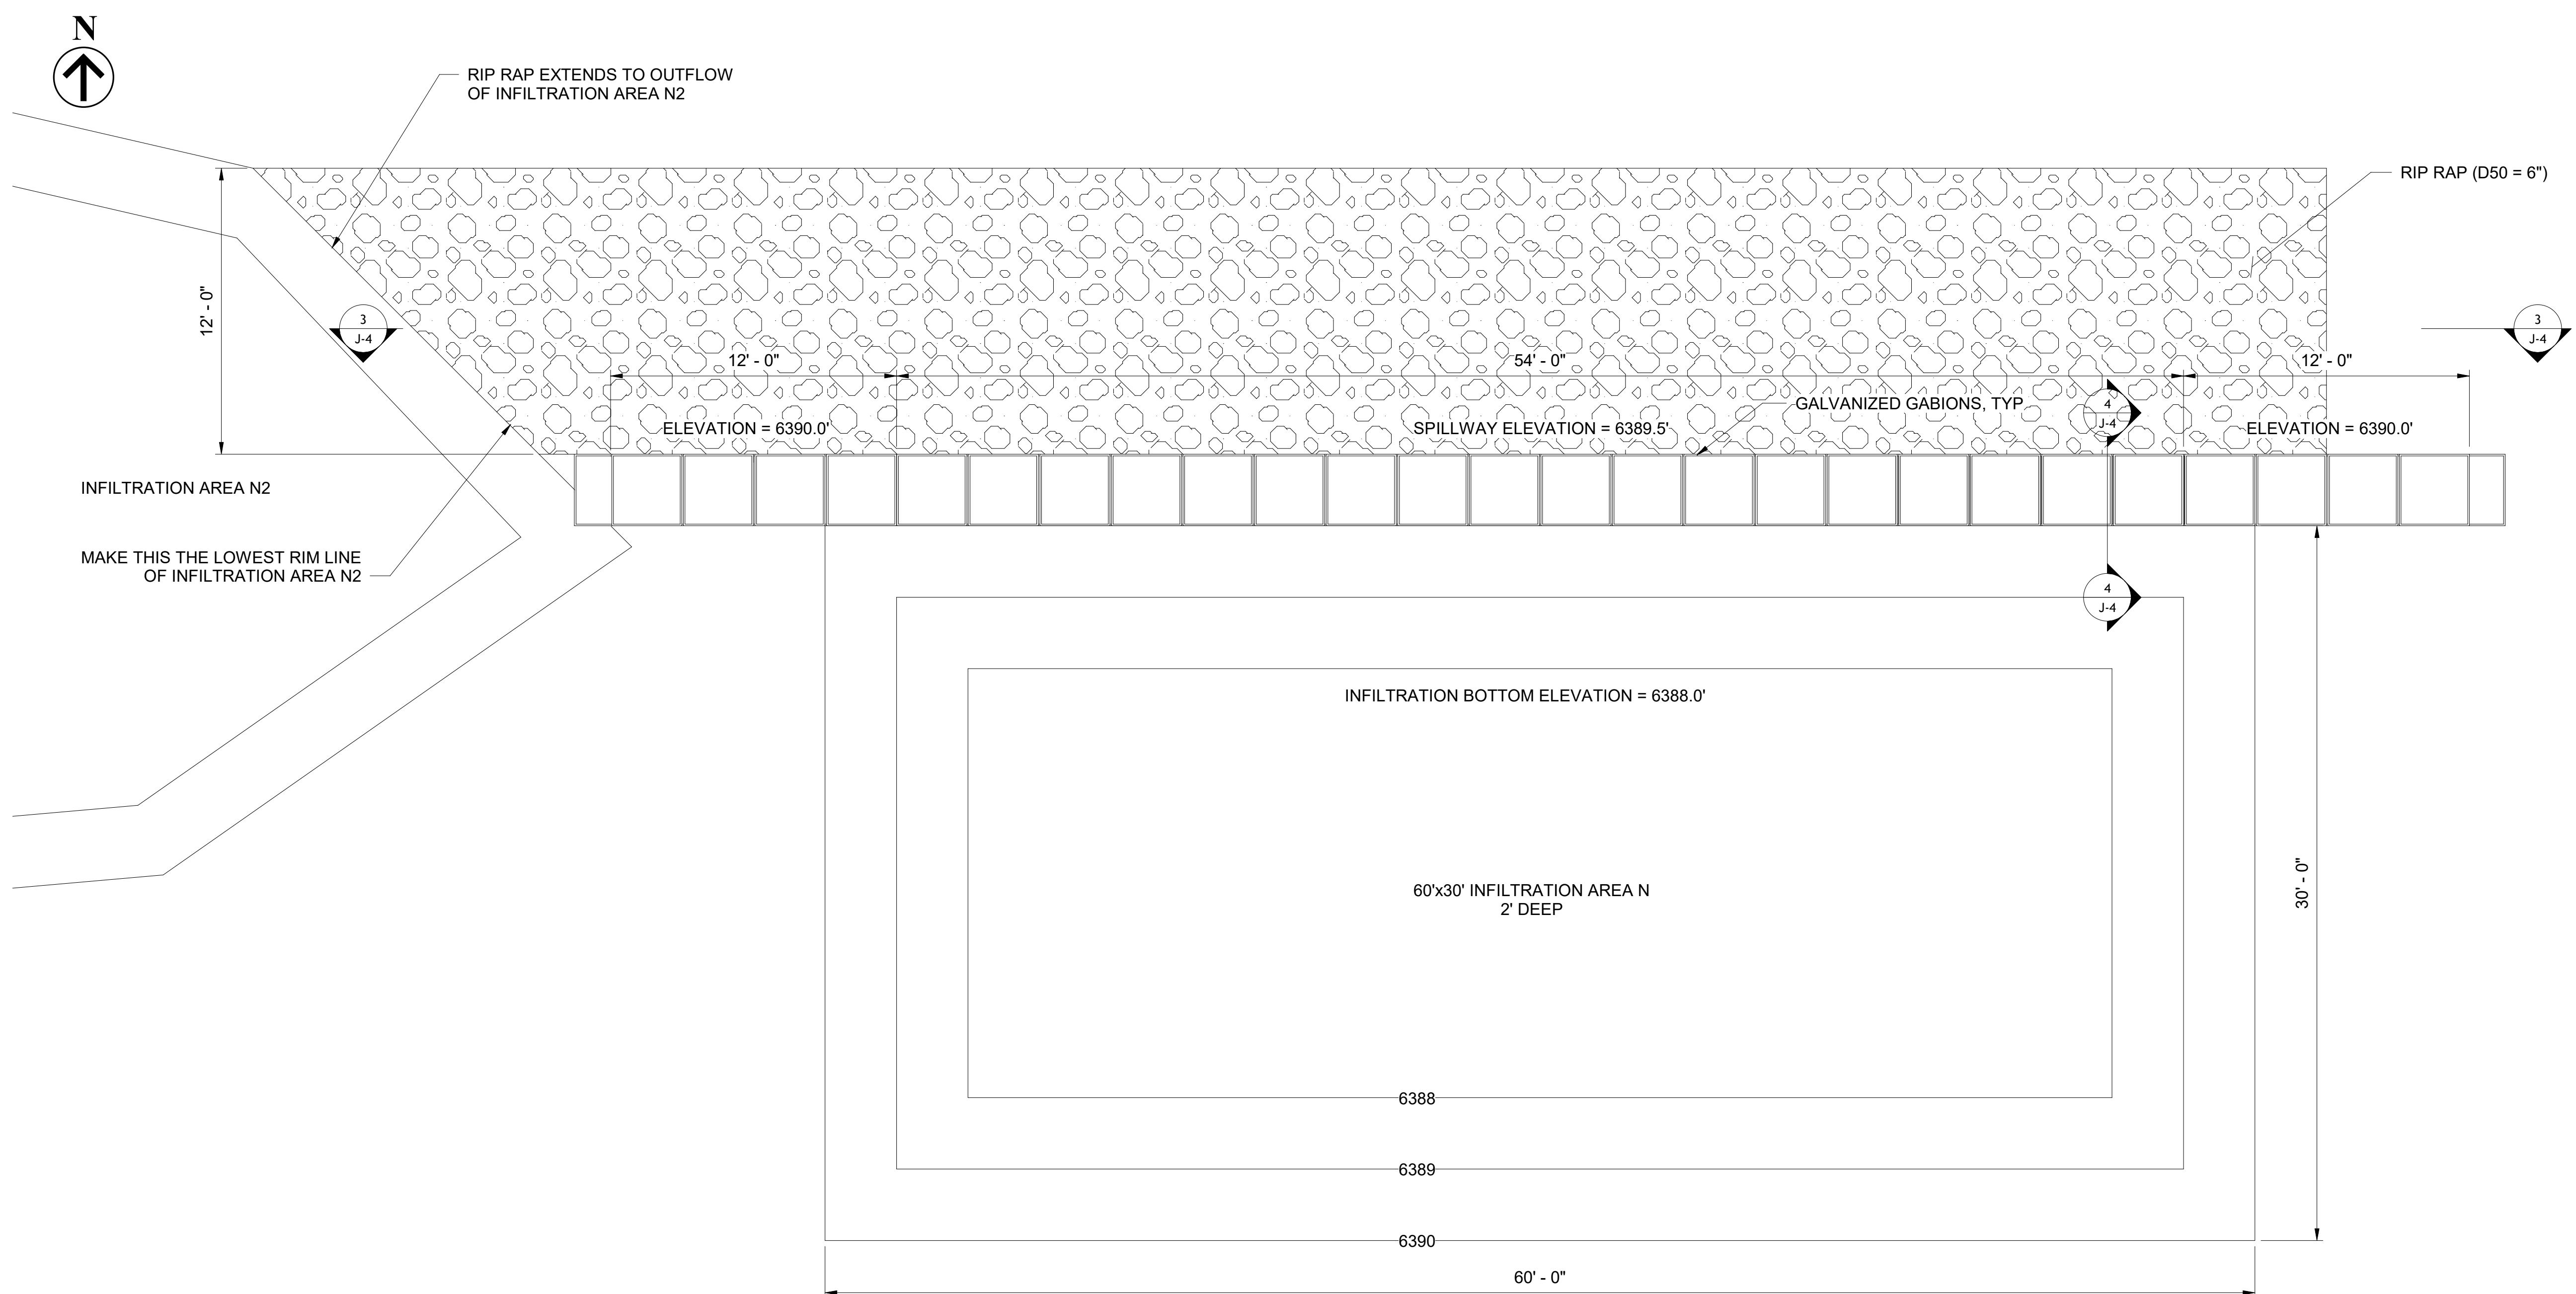 N
RIP RAP EXTENDS TO OUTFLOW
OF INFILTRATION AREA N2
RIP RAP (D50 = 6")
12' - 0"
3
J-4
3
J-4
12' - 0"
54' - 0"
12' - 0"
GALVANIZED GABIONS, TYP
4
J-4
ELEVATION = 6390.0'
SPILLWAY ELEVATION = 6389.5'
ELEVATION = 6390.0'
INFILTRATION AREA N2
MAKE THIS THE LOWEST RIM LINE
OF INFILTRATION AREA N2
4
J-4
INFILTRATION BOTTOM ELEVATION = 6388.0'
60'x30' INFILTRATION AREA N
2' DEEP
30' - 0"
6388
6389
6390
60' - 0"